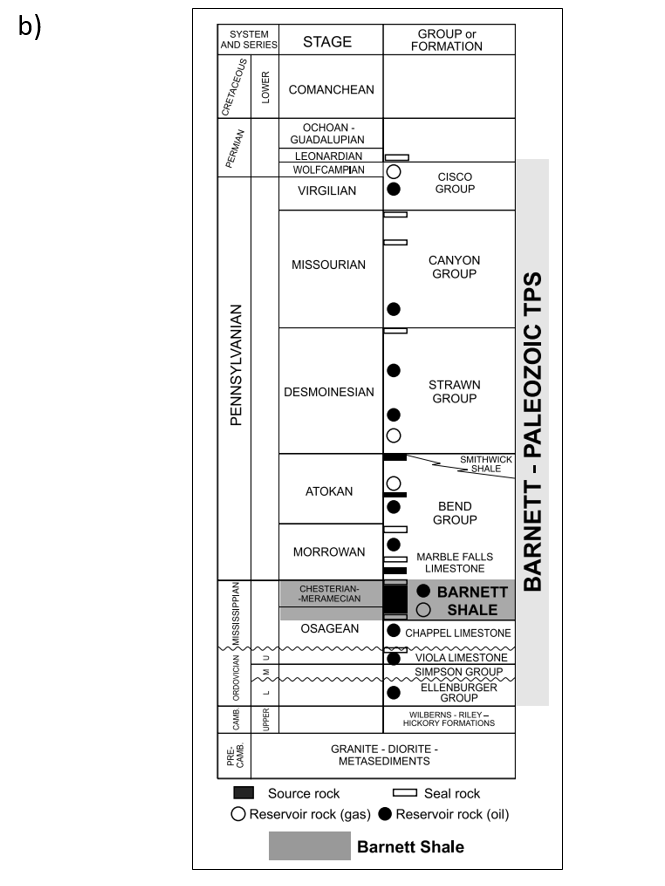 b)
SYSTEM
AND SERIES
STAGE
GROUP or
FORMATION
CRETACEOUS
LOWER
COMANCHEAN
PERMIAN
OCHOAN -
GUADALUPIAN
LEONARDIAN
WOLFCAMPIAN
CISCO
GROUP
PENNSYLVANIAN
VIRGILIAN
MISSOURIAN
CANYON
GROUP
DESMOINESIAN
STRAWN
GROUP
SMITHWICK
SHALE
ATOKAN
BEND
GROUP
MORROWAN
MARBLE FALLS
LIMESTONE
MISSISSIPPIAN
CHESTERIAN-
-MERAMECIAN
BARNETT
SHALE
OSAGEAN
CHAPPEL LIMESTONE
ORDOVICIAN
U
VIOLA LIMESTONE
M
SIMPSON GROUP
L
ELLENBURGER
GROUP
CAMB.
UPPER
WILBERNS - RILEY –
HICKORY FORMATIONS
PRE-
CAMB.
GRANITE - DIORITE -
METASEDIMENTS
BARNETT - PALEOZOIC TPS
Source rock
Seal rock
Reservoir rock (gas)
Reservoir rock (oil)
Barnett Shale